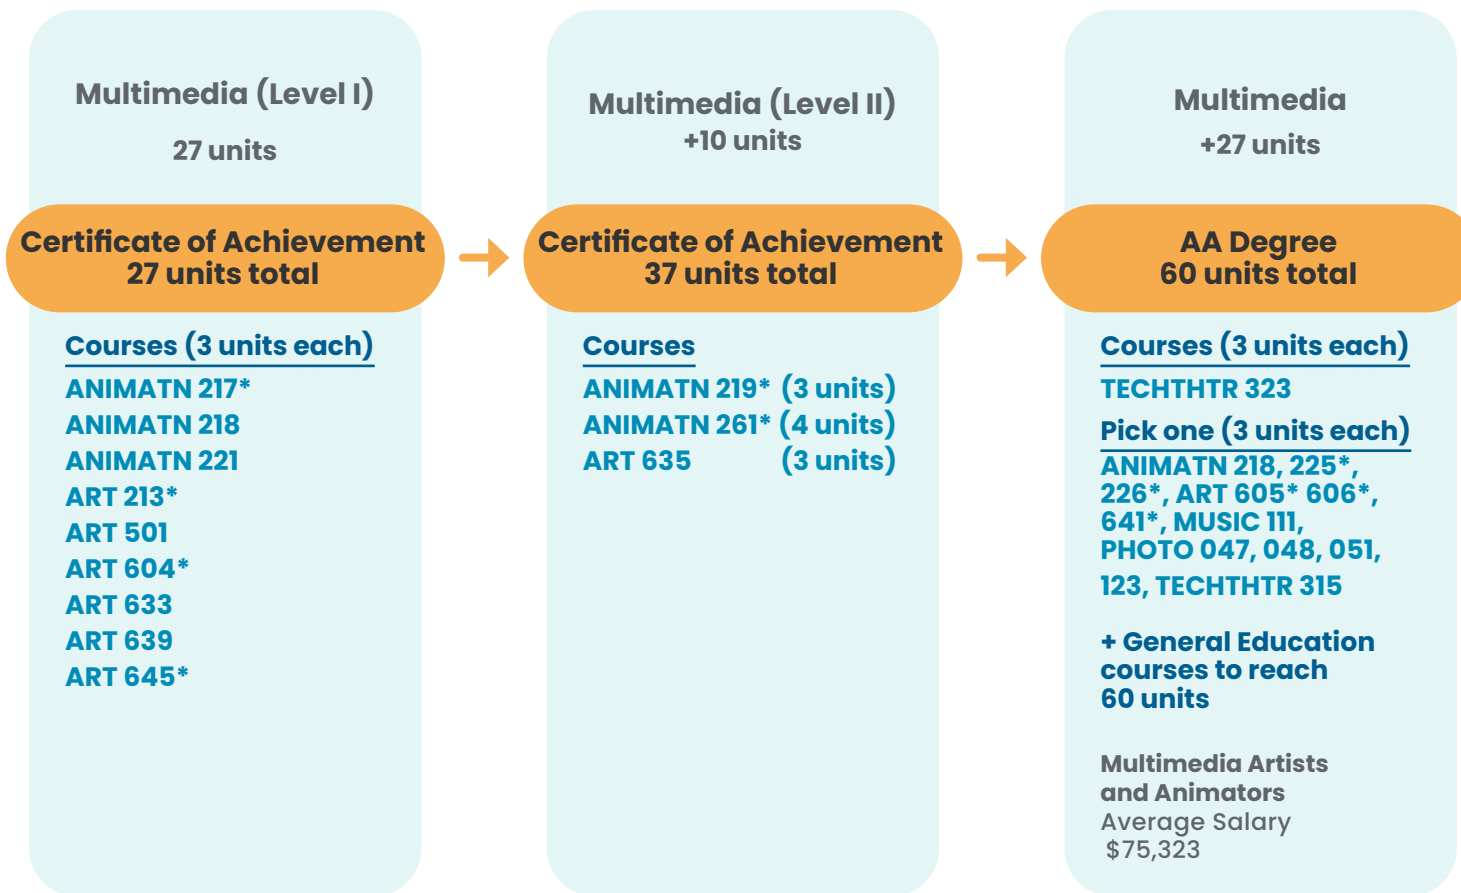 Multimedia (Level I)
27 units
Certificate of Achievement
27 units total
Courses (3 units each)
ANIMATN 217*
ANIMATN 218
ANIMATN 221
ART 213*
ART 501
ART 604*
ART 633
ART 639
ART 645*
Multimedia (Level II)
+10 units
Certificate of Achievement
37 units total
Courses
ANIMATN 219* (3 units)
ANIMATN 261* (4 units)
ART 635 (3 units)
Multimedia
+27 units
AA Degree
60 units total
Courses (3 units each)
TECHTHTR 323
Pick one (3 units each)
ANIMATN 218, 225*,
226*, ART 605* 606*,
641*, MUSIC 111,
PHOTO 047, 048, 051,
123, TECHTHTR 315
+ General Education
courses to reach
60 units
Multimedia Artists
and Animators
Average Salary
$75,323